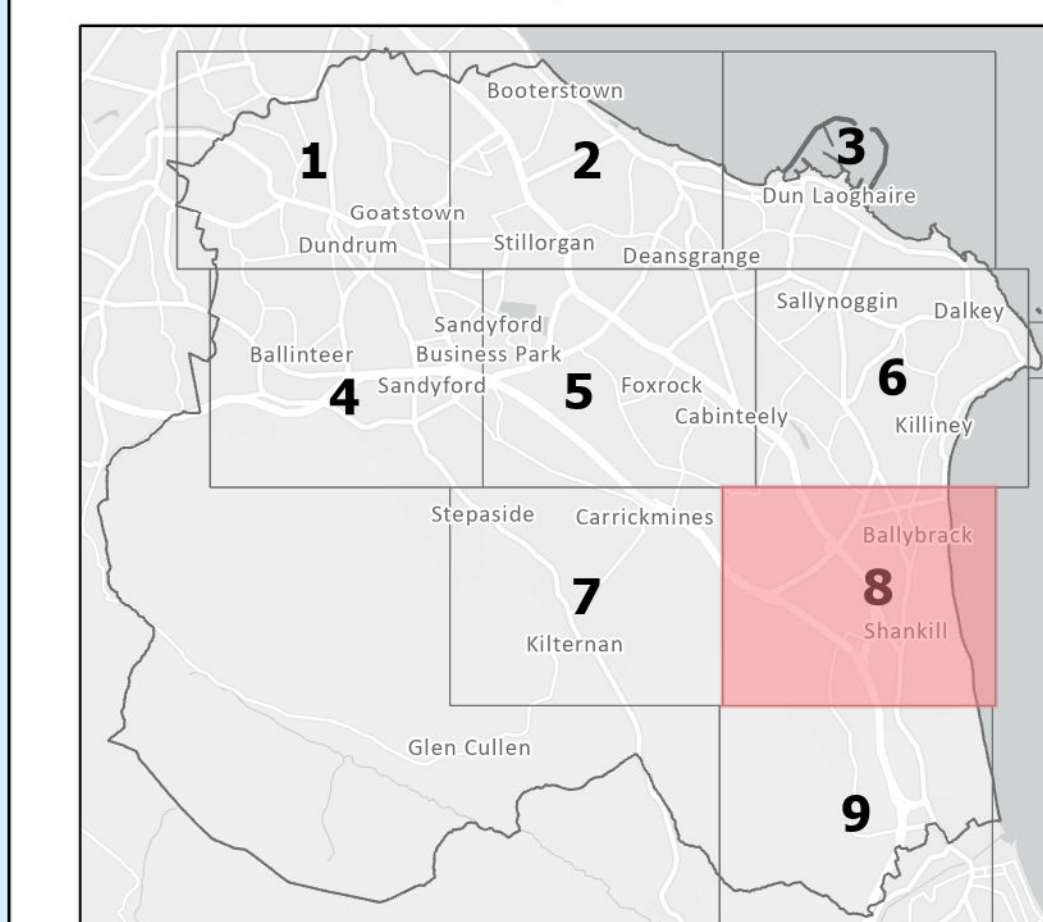 Booterstown
1
2
3
Dun Laoghaire
Goatstown
Dundrum
Stillorgan
Deansgrange
Sallynoggin
Dalkey
Sandyford
Business Park
Ballinteer
Sandyford
4
5
6
Foxrock
Cabinteely
Killiney
Stepaside
Carrickmines
Ballybrack
7
8
Shankill
Kilternan
Glen Cullen
9